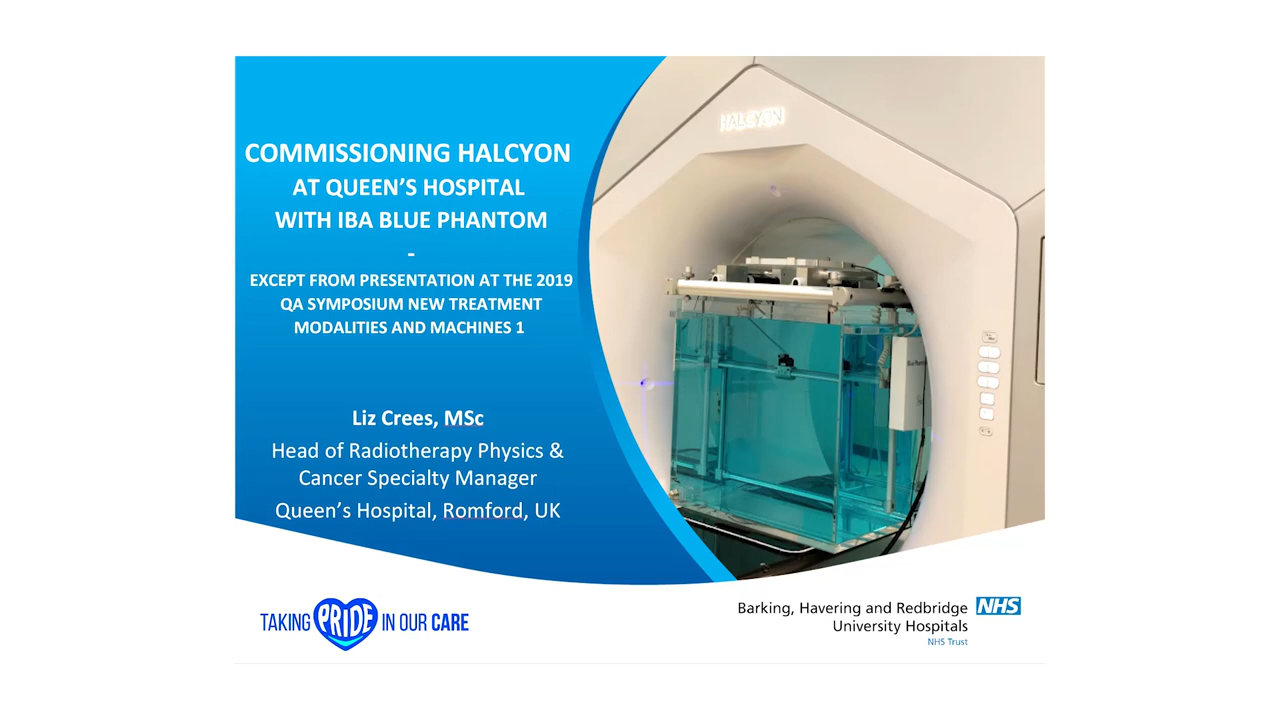 COMMISSIONING HALCYON
AT QUEEN'S HOSPITAL
WITH IBA BLUE PHANTOM
-
EXCEPT FROM PRESENTATION AT THE 2019
QA SYMPOSIUM NEW TREATMENT
MODALITIES AND MACHINES 1
Liz Crees, MSc
Head of Radiotherapy Physics &
Cancer Specialty Manager
Queen's Hospital, Romford, UK
HALCYON
TAKING PRIDE IN OUR CARE
Barking, Havering and Redbridge NHS
University Hospitals
NHS Trust